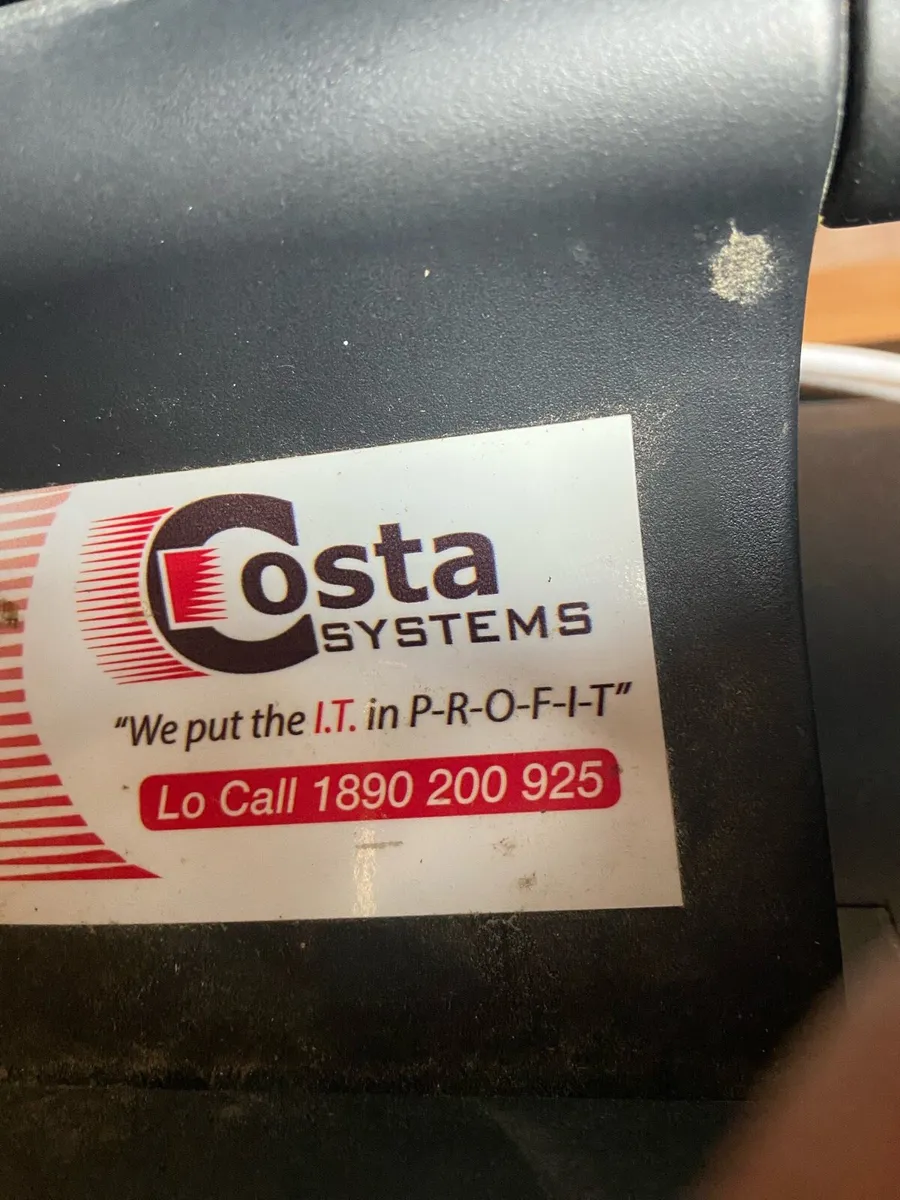 Costa
SYSTEMS
“We put the I.T. in P-R-O-F-I-T”
Lo Call 1890 200 925